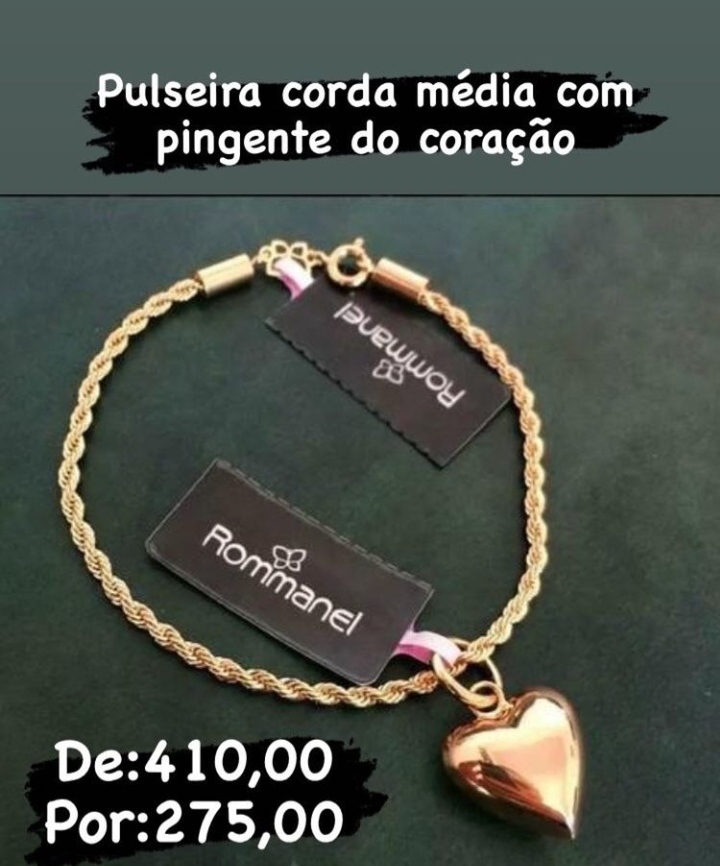 Pulseira corda média com
pingente do coração
Rommanel
Rommanel
De:410,00
Por:275,00